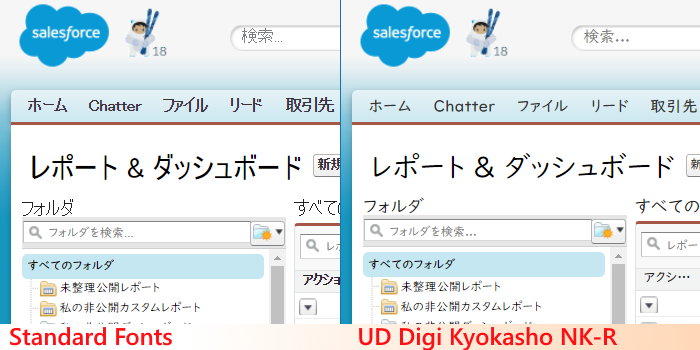 salesforce
18
検索...
ホーム Chatter ファイル リード 取引先
レポート & ダッシュボード 新規
フォルダ
すべての
フォルダを検索...
レポ
すべてのフォルダ
アクショ
未整理公開レポート
私の非公開カスタムレポート
Standard Fonts
salesforce
18
検索...
ホーム Chatter ファイル リード 取引先
レポート & ダッシュボード 新
フォルダ
すべての
フォルダを検索...
レポ
すべてのフォルダ
アクシ…
未整理公開レポート
私の非公開カスタムレポート
UD Digi Kyokasho NK-R